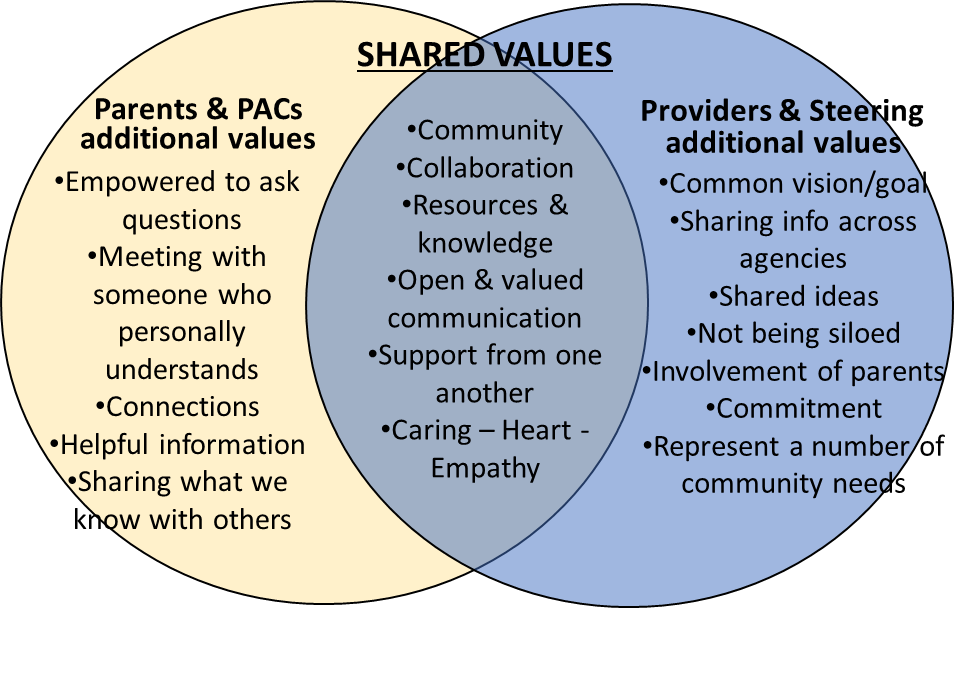 SHARED VALUES
Parents & PACs
additional values
•Empowered to ask
questions
•Meeting with
someone who
personally
understands
•Connections
•Helpful information
•Sharing what we
know with others
•Community
•Collaboration
•Resources &
knowledge
•Open & valued
communication
•Support from one
another
•Caring – Heart -
Empathy
Providers & Steering
additional values
•Common vision/goal
•Sharing info across
agencies
•Shared ideas
•Not being siloed
•Involvement of parents
•Commitment
•Represent a number of
community needs